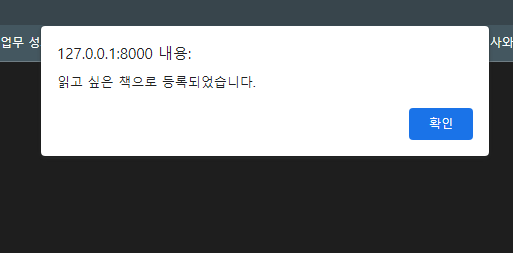 127.0.0.1:8000 내용:
업무 성
사와
읽고 싶은 책으로 등록되었습니다.
확인